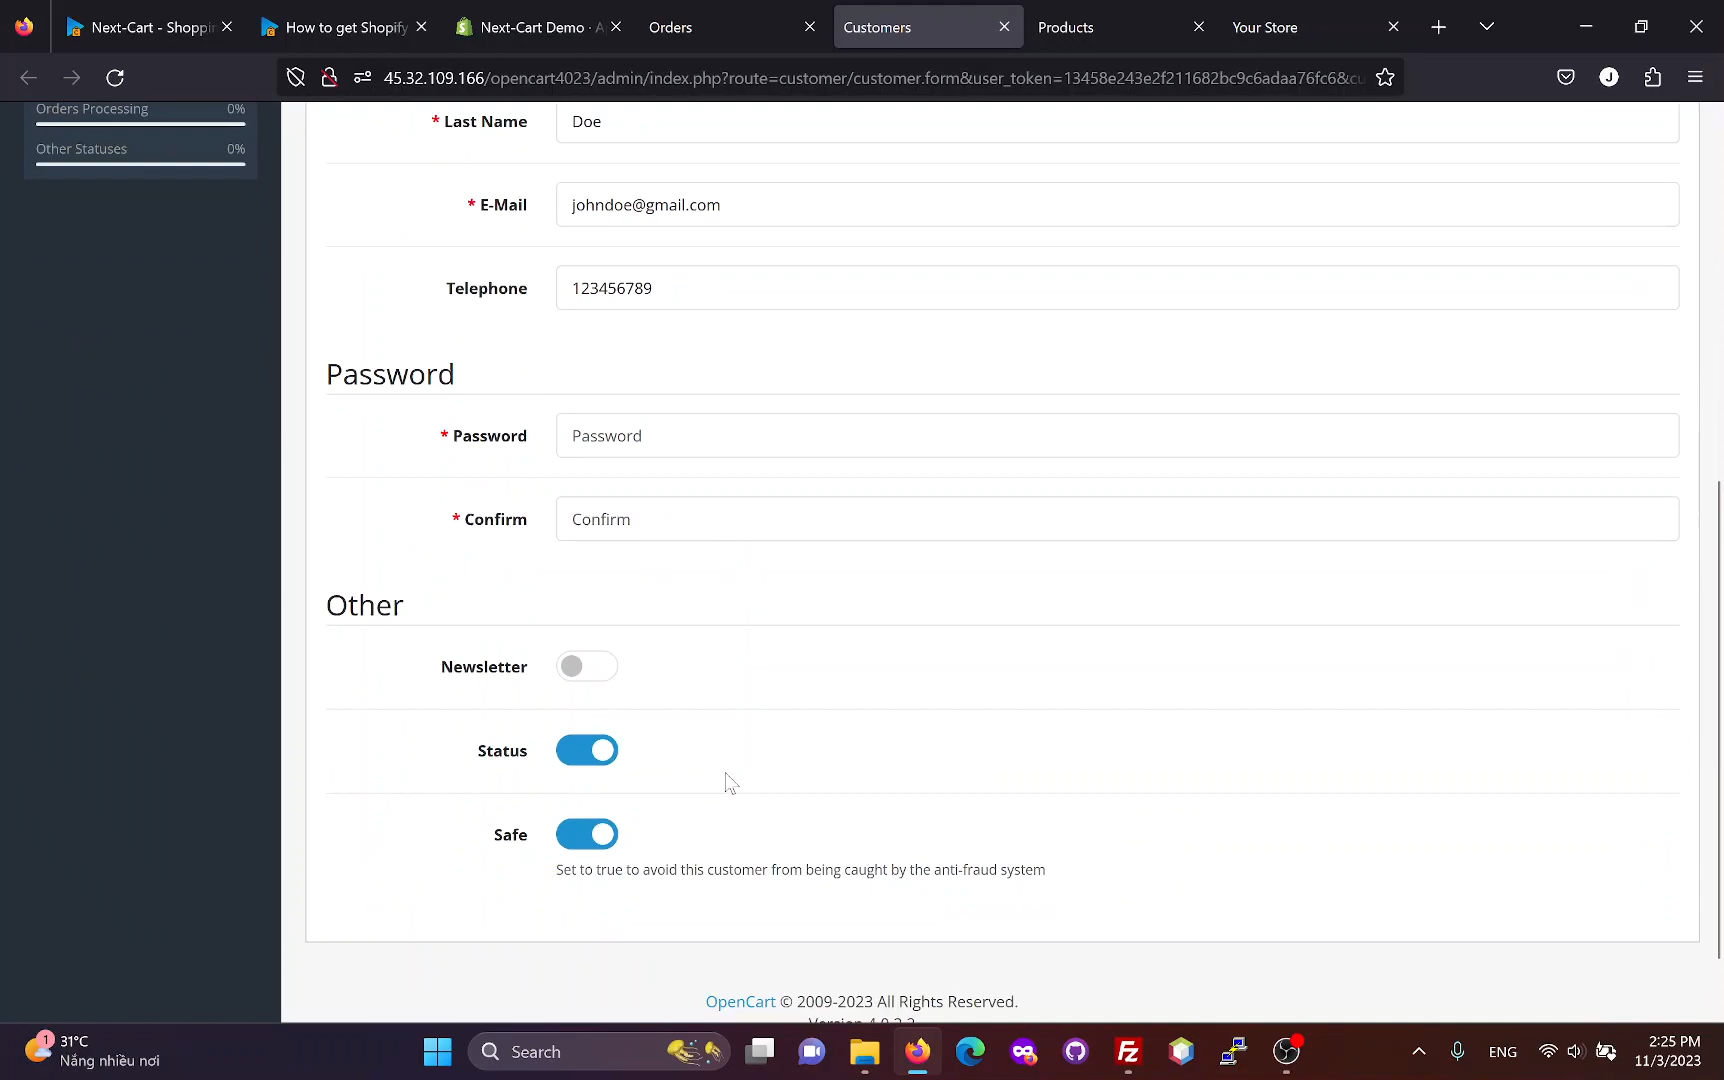 Next-Cart - Shoppin
How to get Shopify
Next-Cart Demo · A
Orders
Customers
Products
Your Store
45.32.109.166/opencart4023/admin/index.php?route=customer/customer.form&user_token=13458e243e2f211682bc9c6adaa76fc6&cu
J
Orders Processing 0%
Other Statuses 0%
* Last Name Doe
* E-Mail johndoe@gmail.com
Telephone 123456789
Password
* Password Password
* Confirm Confirm
Other
Newsletter
Status
Safe
Set to true to avoid this customer from being caught by the anti-fraud system
OpenCart © 2009-2023 All Rights Reserved.
1
31°C
Nắng nhiều nơi
Search
Fz
ENG
2:25 PM
11/3/2023